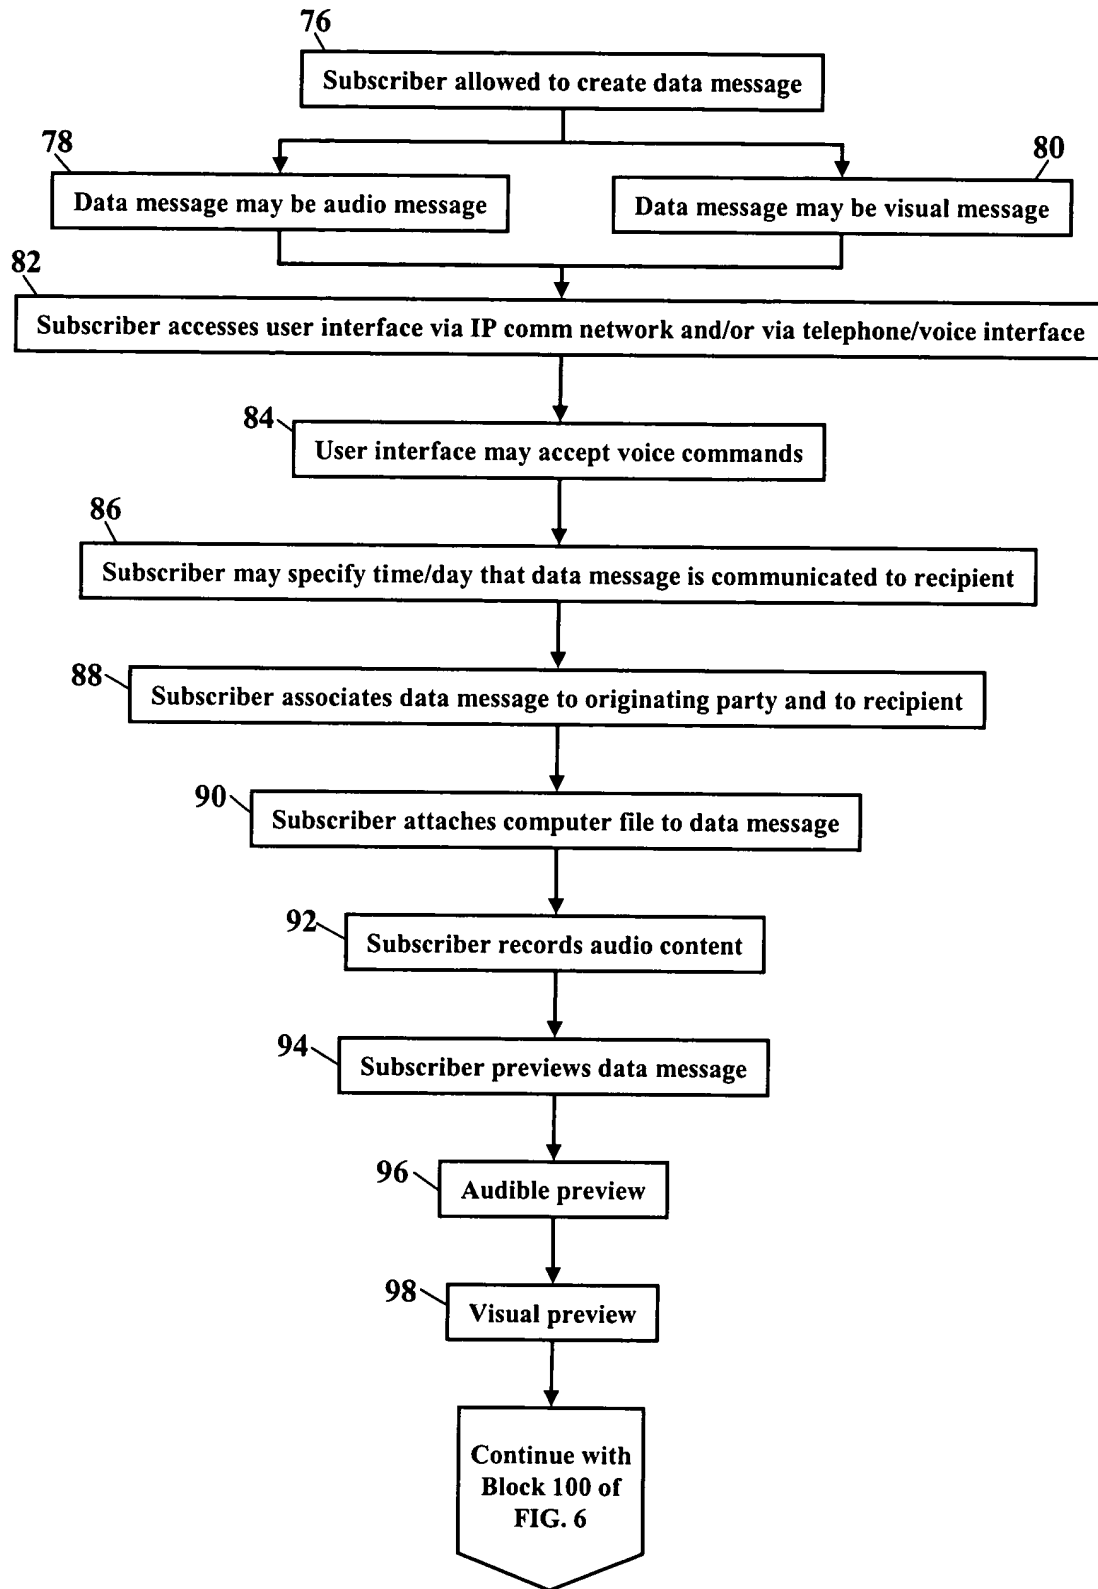 76
Subscriber allowed to create data message
78
80
Data message may be audio message
Data message may be visual message
82
Subscriber accesses user interface via IP comm network and/or via telephone/voice interface
84
User interface may accept voice commands
86
Subscriber may specify time/day that data message is communicated to recipient
88
Subscriber associates data message to originating party and to recipient
90
Subscriber attaches computer file to data message
92
Subscriber records audio content
94
Subscriber previews data message
96
Audible preview
98
Visual preview
Continue with
Block 100 of
FIG. 6